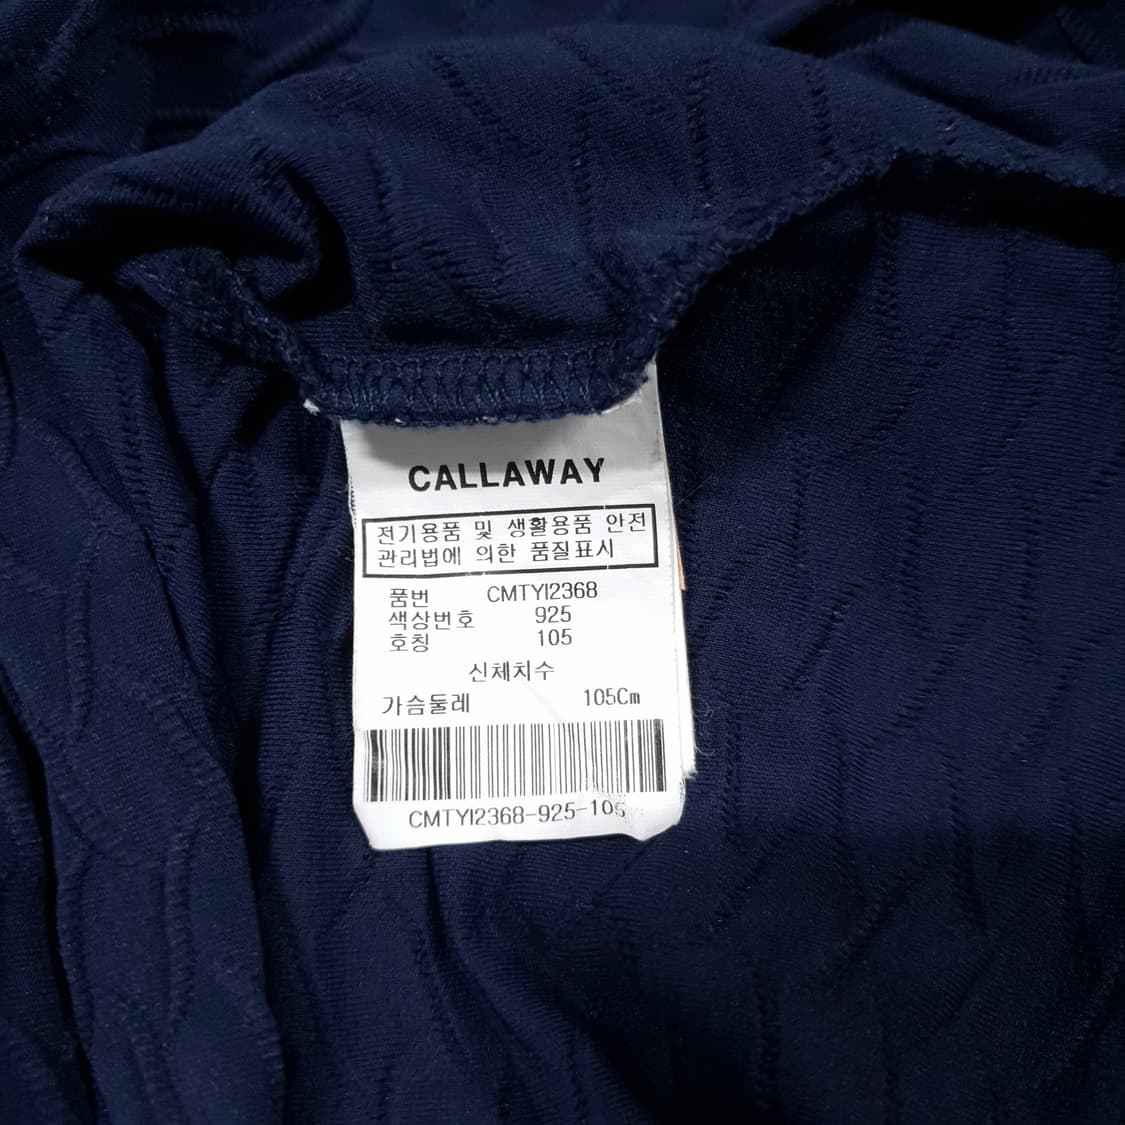 CALLAWAY
전기용품 및 생활용품 안전
관리법에 의한 품질표시
품번 CMTYI2368
색상번호 925
호칭 105
신체치수
가슴둘레 105Cm
CMTYI2368-925-105